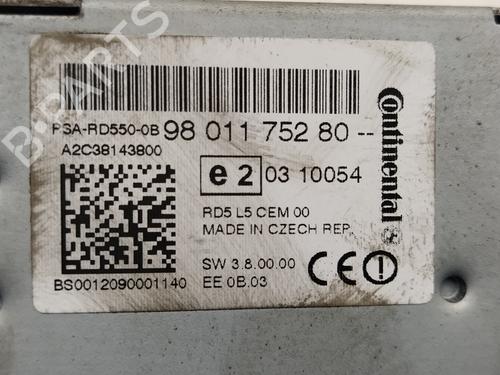 B-PARTS
PSA-RD550-0B 98 011 752 80 --
A2C38143800
e2 03 10054
RD5 L5 CEM 00
MADE IN CZECH REP.
SW 3.8.00.00
EE 0B.03
CE
BS0012090001140
Continental